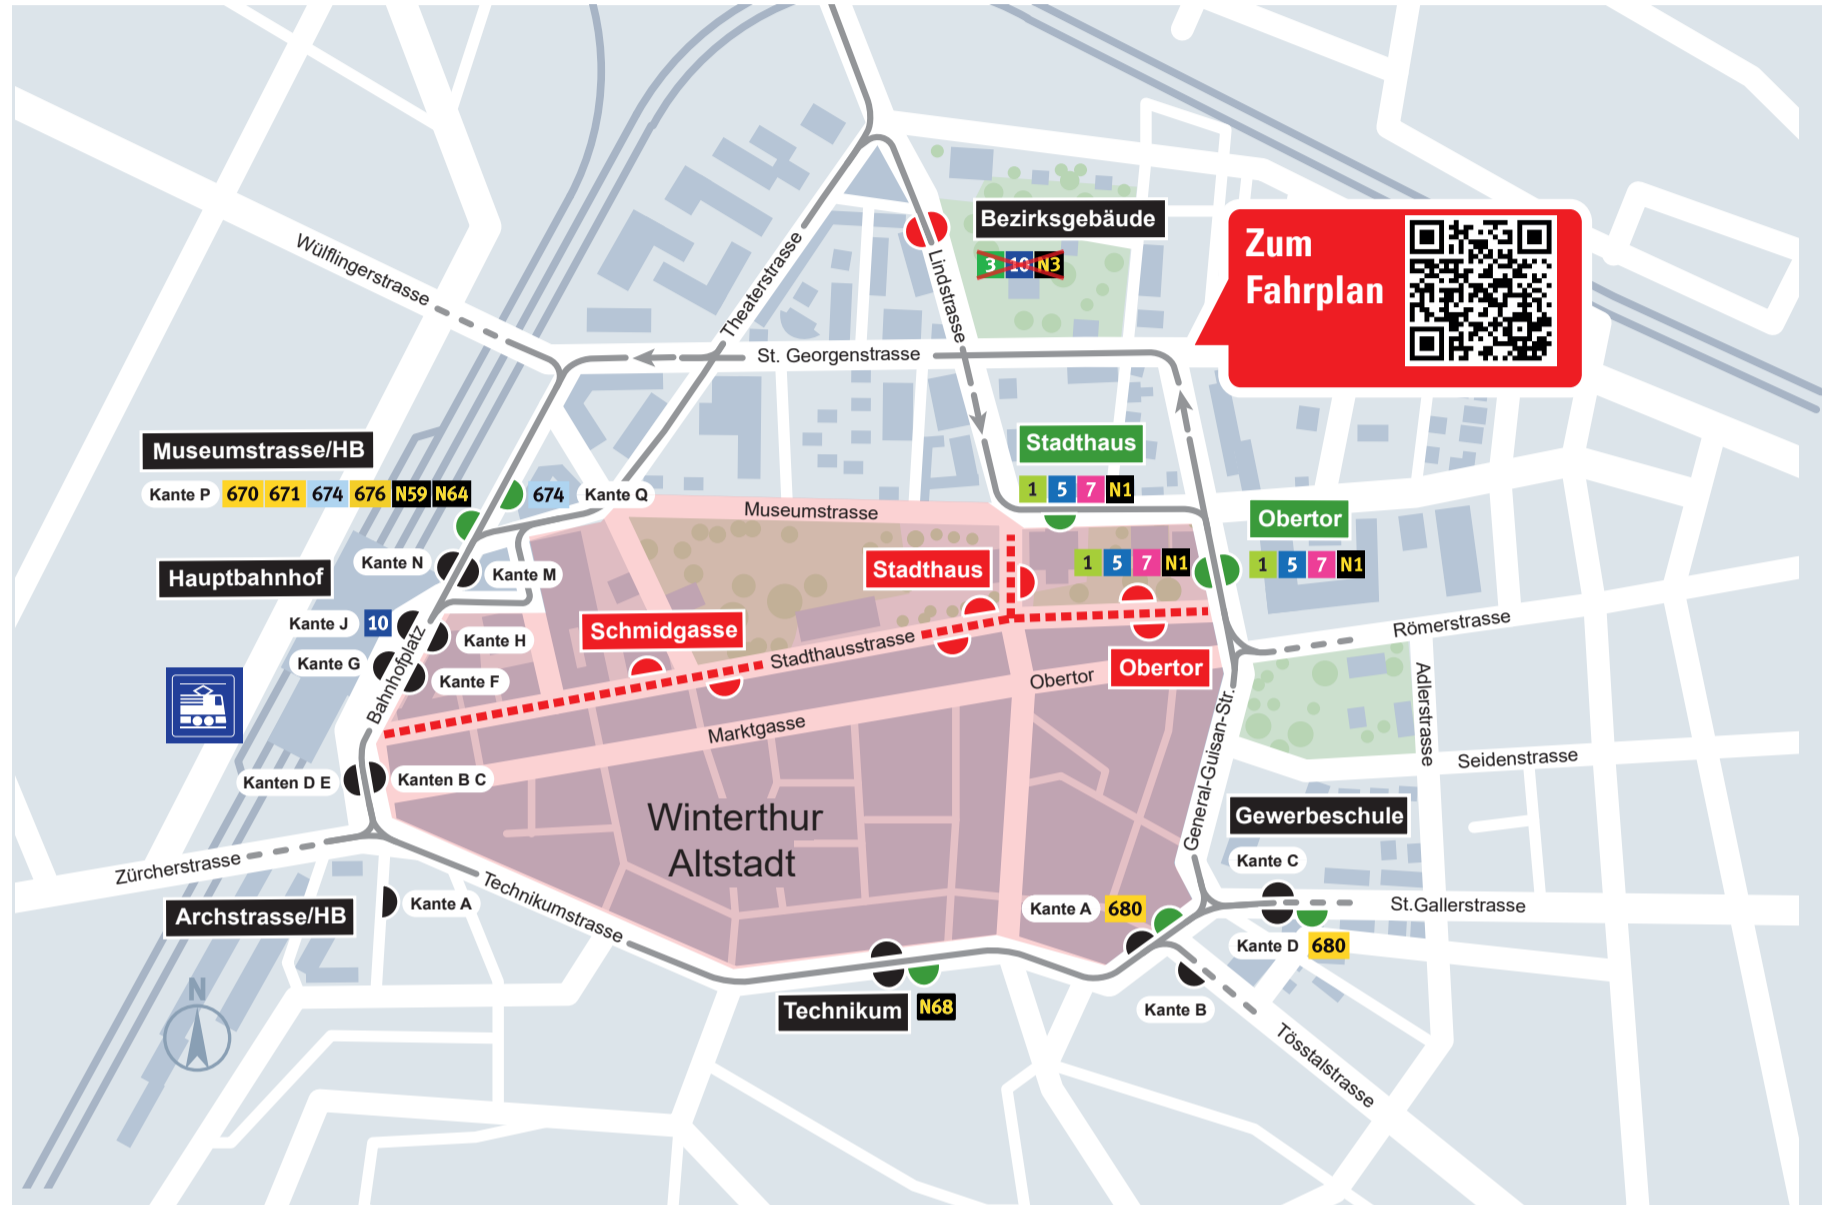 Bezirksgebäude
3 10 N3
Zum
Fahrplan
Wülflingerstrasse
Theaterstrasse
Lindstrasse
St. Georgenstrasse
Museumstrasse/HB
Kante P 670 671 674 676 N59 N64
674 Kante Q
Stadthaus
1 5 7 N1
Museumstrasse
Obertor
1 5 7 N1
1 5 7 N1
Hauptbahnhof
Kante N
Kante M
Stadthaus
Kante J 10
Kante H
Schmidgasse
Stadthausstrasse
Römerstrasse
Kante G
Kante F
Bahnhofplatz
Obertor
Obertor
Adlerstrasse
General-Guisan-Str.
Marktgasse
Seidenstrasse
Kanten D E
Kanten B C
Winterthur
Altstadt
Gewerbeschule
Kante C
Zürcherstrasse
Technikumstrasse
Archstrasse/HB
Kante A
Kante A 680
St.Gallerstrasse
Kante D 680
Technikum N68
Kante B
Tösstalstrasse
N